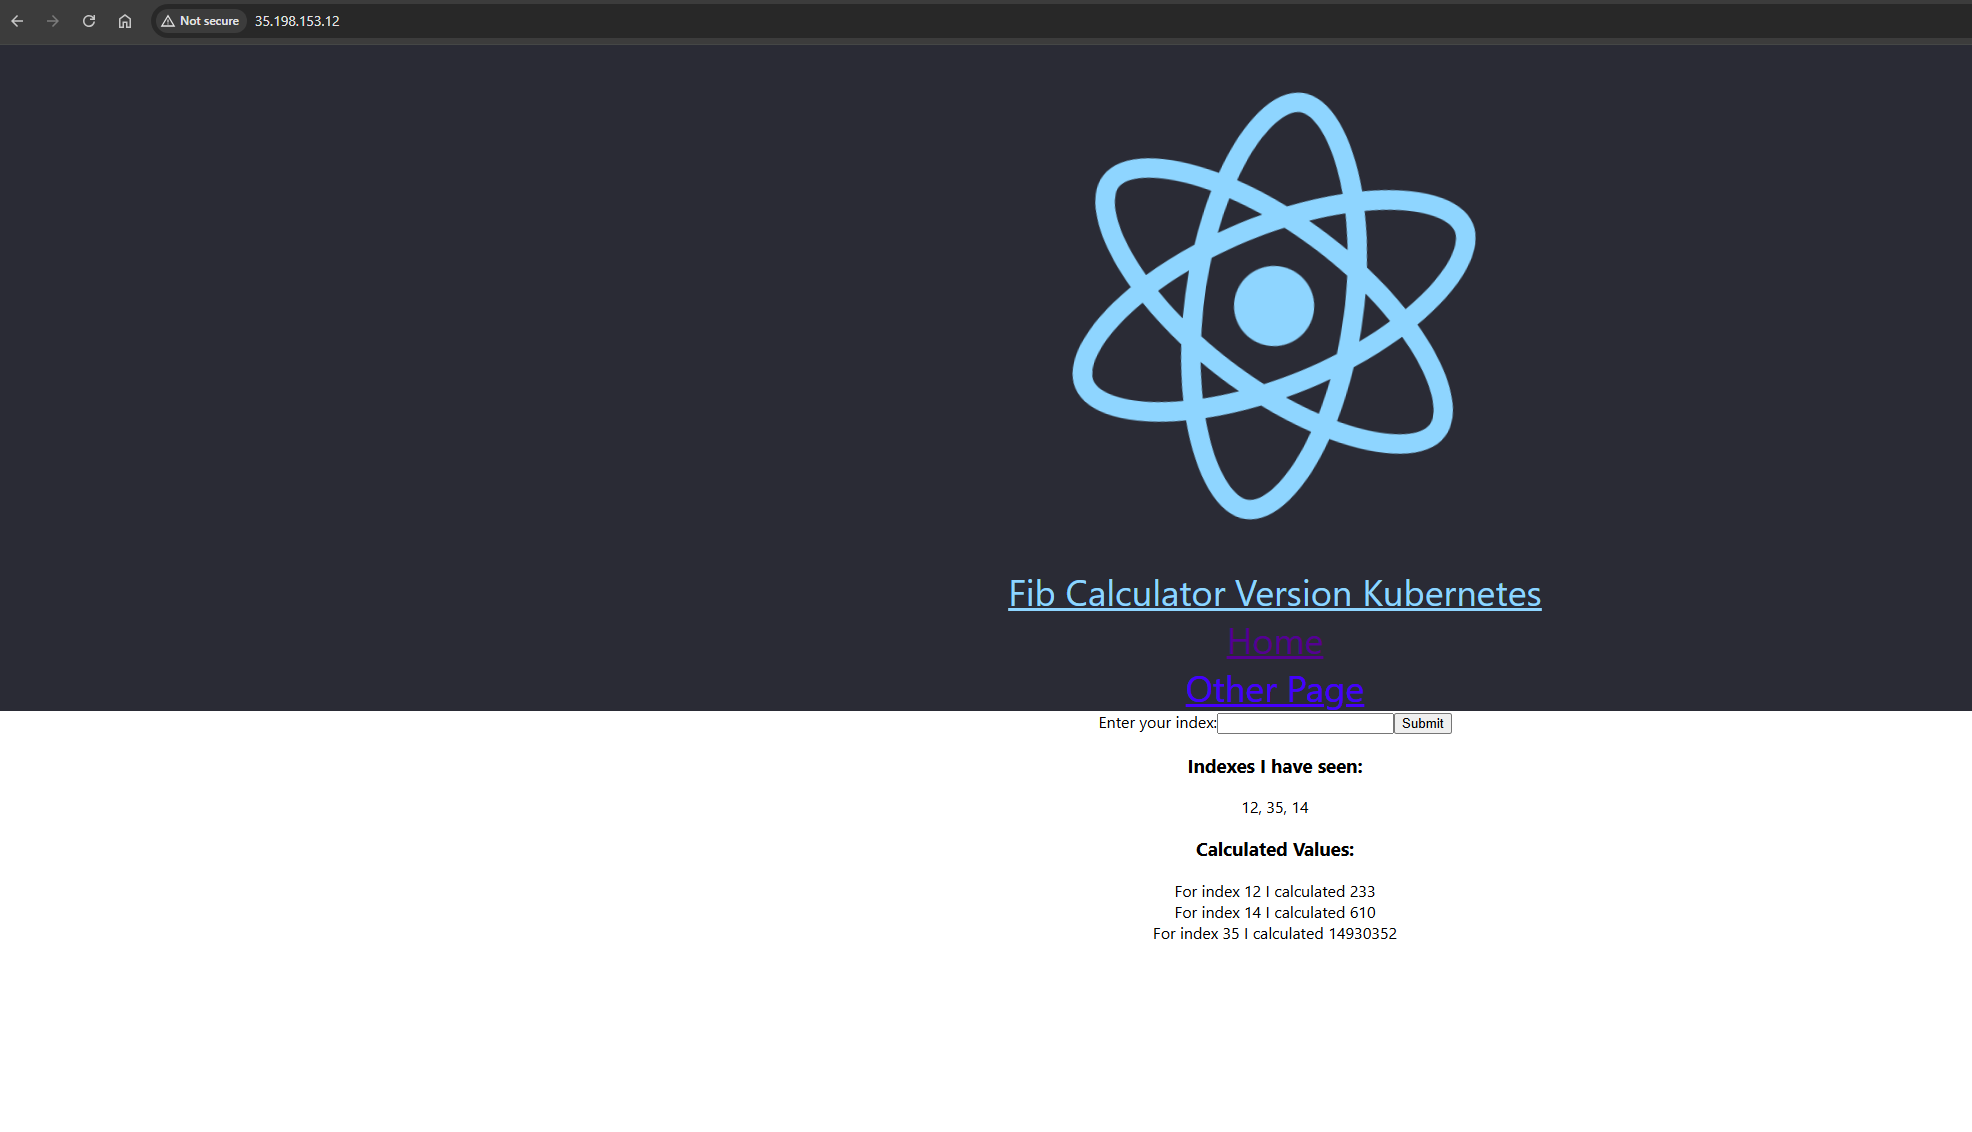 Not secure 35.198.153.12
Fib Calculator Version Kubernetes
Home
Other Page
Enter your index: Submit
Indexes I have seen:
12, 35, 14
Calculated Values:
For index 12 I calculated 233
For index 14 I calculated 610
For index 35 I calculated 14930352